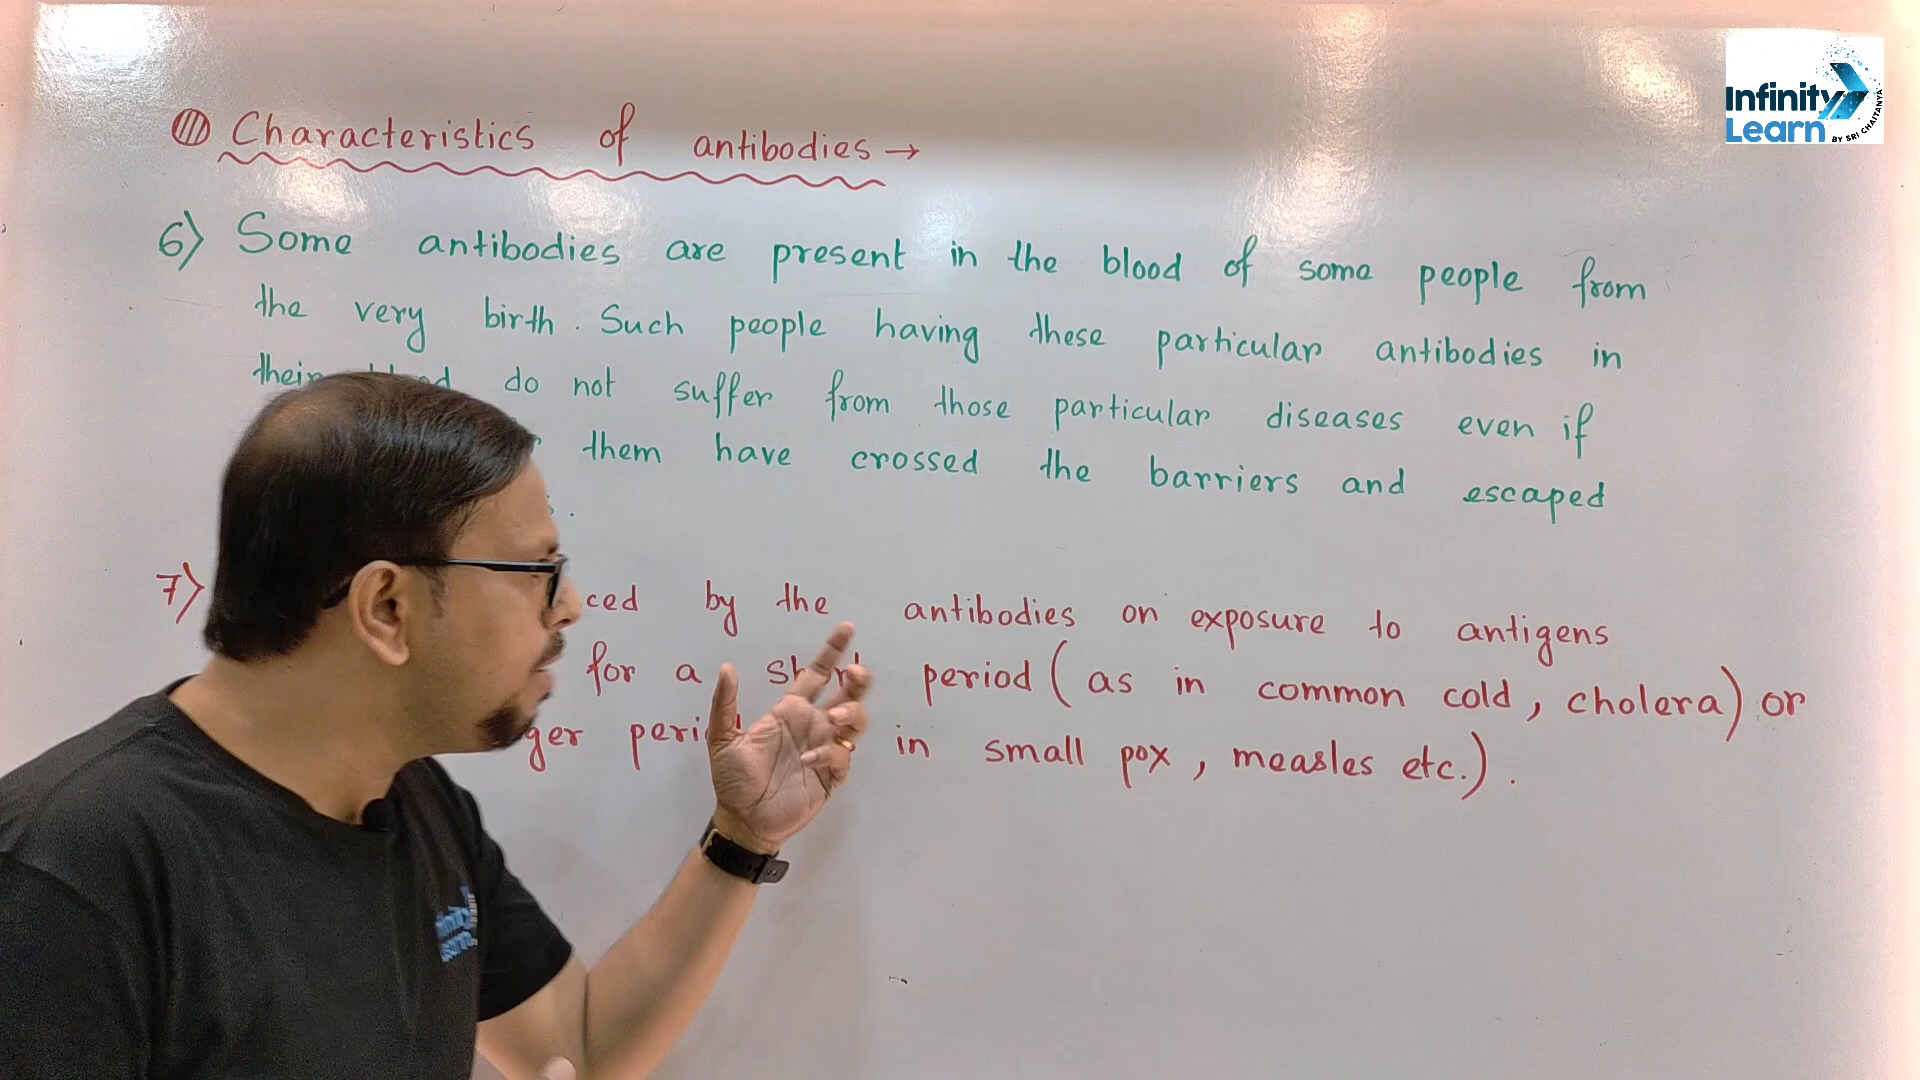 Infinity
Learn
BY SRI CHAITANYA
Characteristics of antibodies →
6) Some antibodies are present in the blood of some people from
the very birth. Such people having these particular antibodies in
their do not suffer from those particular diseases even if
them have crossed the barriers and escaped
7) by the antibodies on exposure to antigens
for a short period (as in common cold, cholera) or
in small pox, measles etc.).